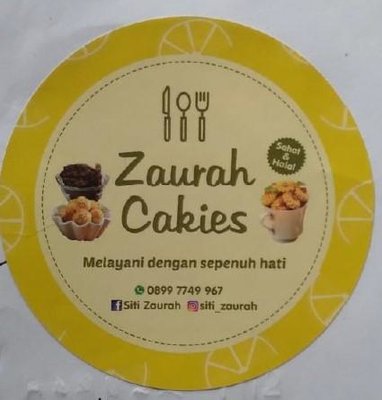 Zaurah
Cakies
Sehat
&
Halal
Melayani dengan sepenuh hati
0899 7749 967
Siti Zaurah siti_zaurah